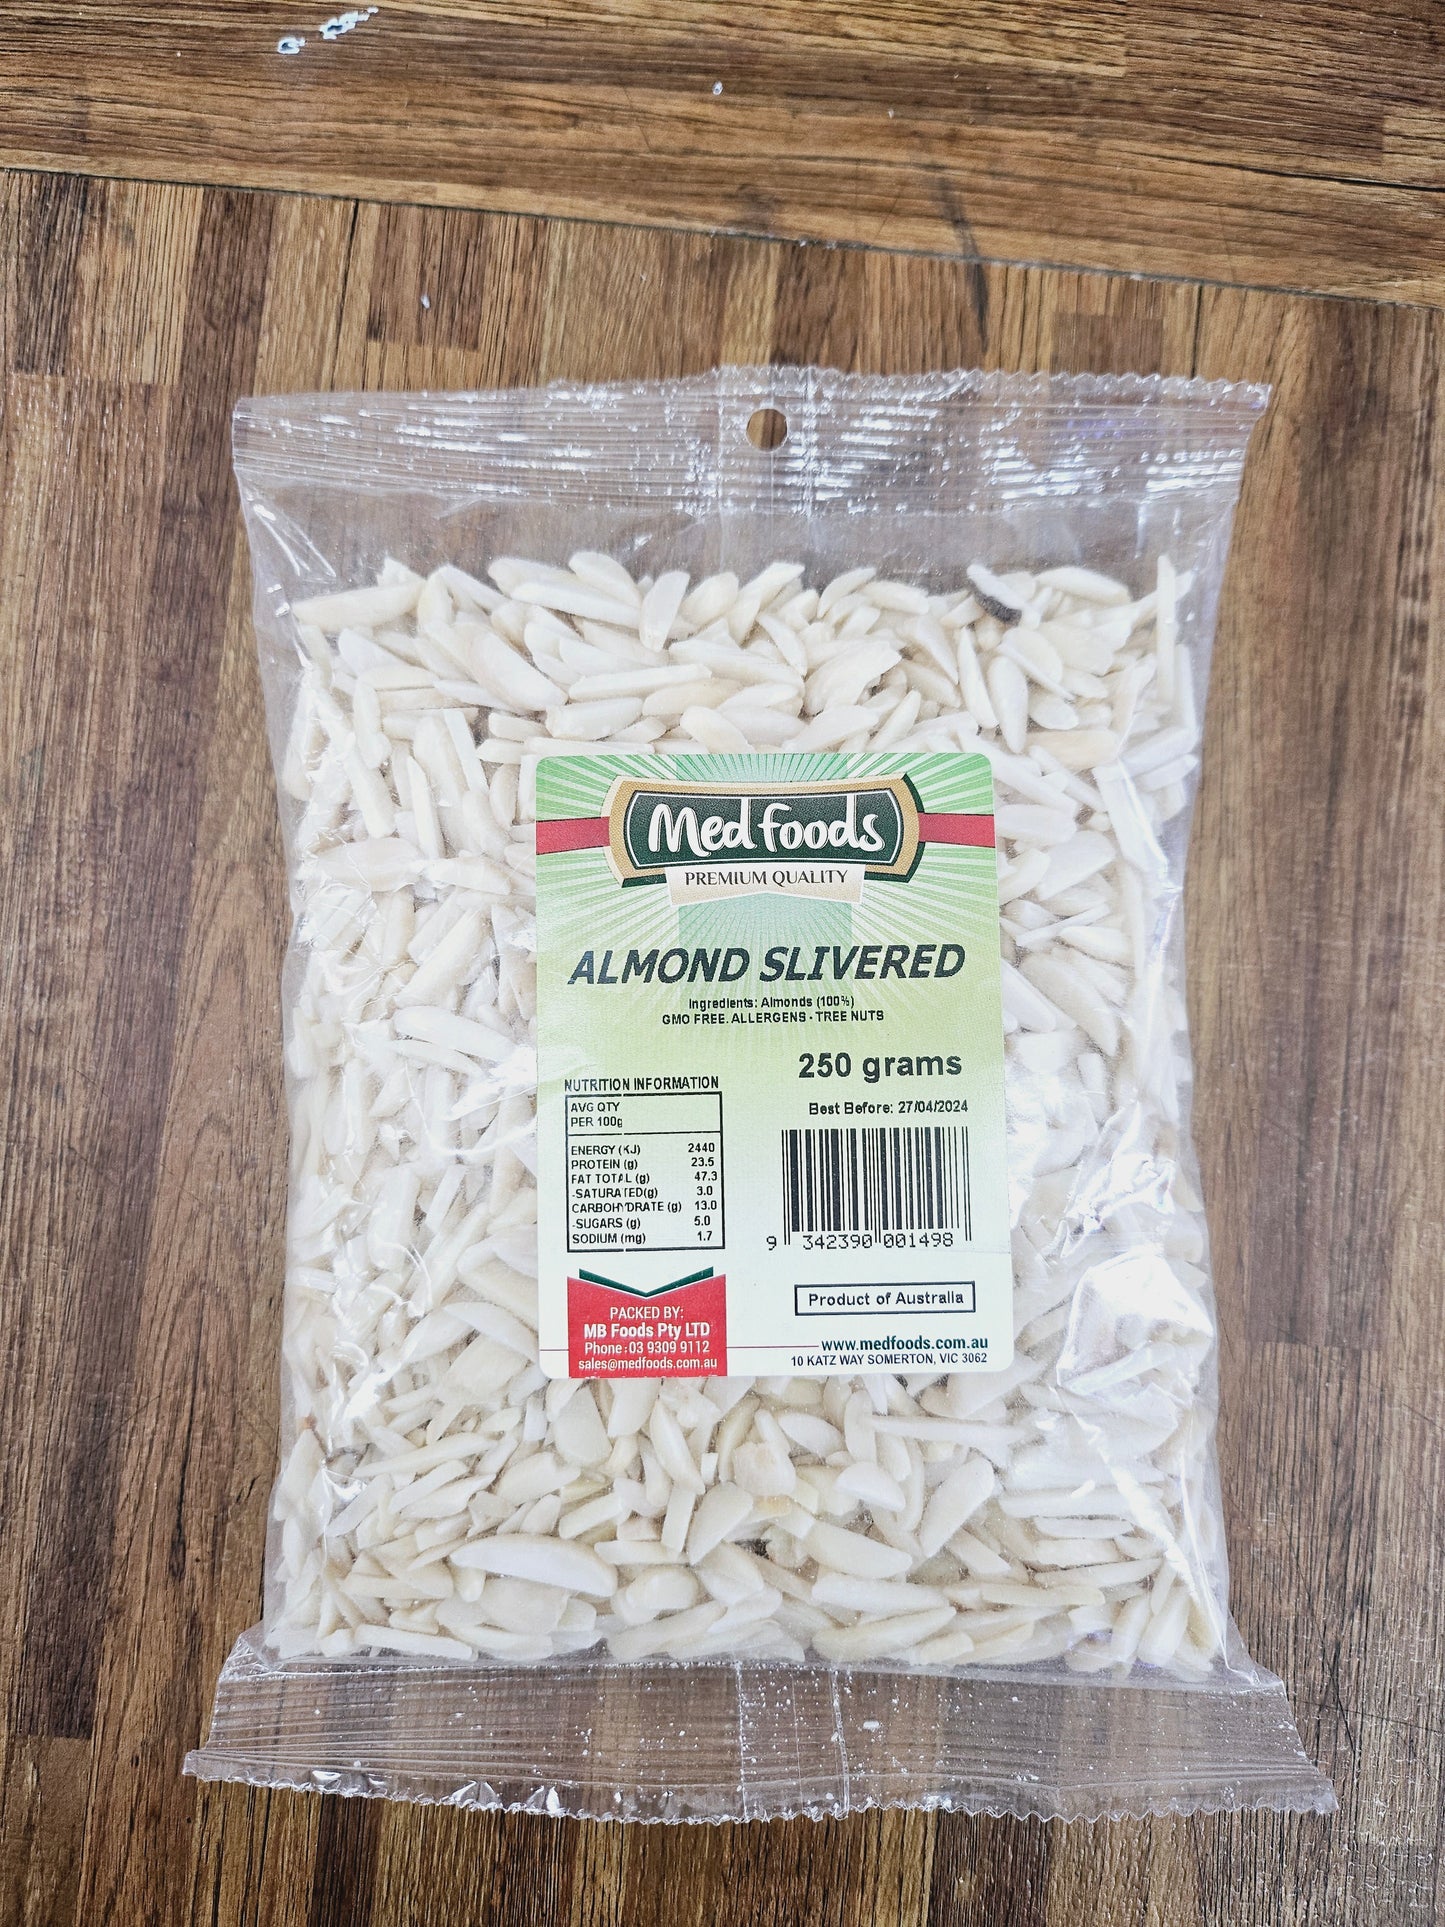 Medfoods
PREMIUM QUALITY
ALMOND SLIVERED
Ingredients: Almonds (100%)
GMO FREE. ALLERGENS - TREE NUTS
250 grams
Best Before: 27/04/2024
NUTRITION INFORMATION
AVG QTY
PER 100g
ENERGY (KJ) 2440
PROTEIN (g) 23.5
FAT TOTAL (g) 47.3
-SATURATED(g) 3.0
CARBOHYDRATE (g) 13.0
-SUGARS (g) 5.0
SODIUM (mg) 1.7
9 342390 001498
Product of Australia
PACKED BY:
MB Foods Pty LTD
Phone : 03 9309 9112
sales@medfoods.com.au
www.medfoods.com.au
10 KATZ WAY SOMERTON, VIC 3062